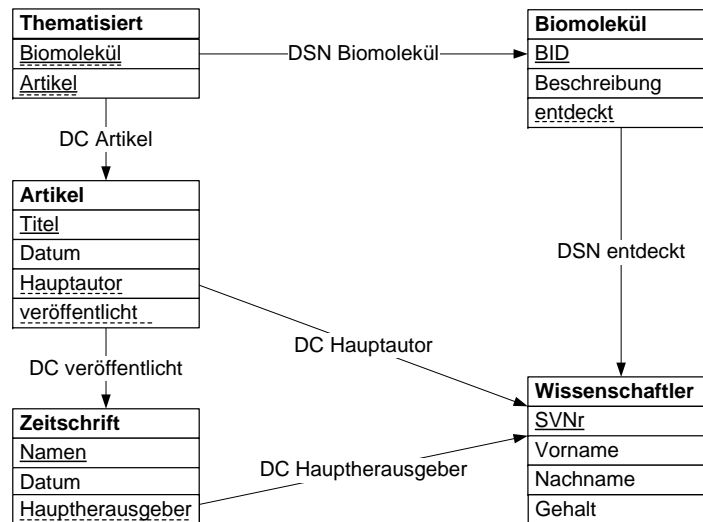 Thematisiert
Biomolekül
Artikel
DSN Biomolekül
Biomolekül
BID
Beschreibung
entdeckt
DC Artikel
DSN entdeckt
Artikel
Titel
Datum
Hauptautor
veröffentlicht
DC Hauptautor
DC veröffentlicht
Zeitschrift
Namen
Datum
Hauptherausgeber
DC Hauptherausgeber
Wissenschaftler
SVNr
Vorname
Nachname
Gehalt